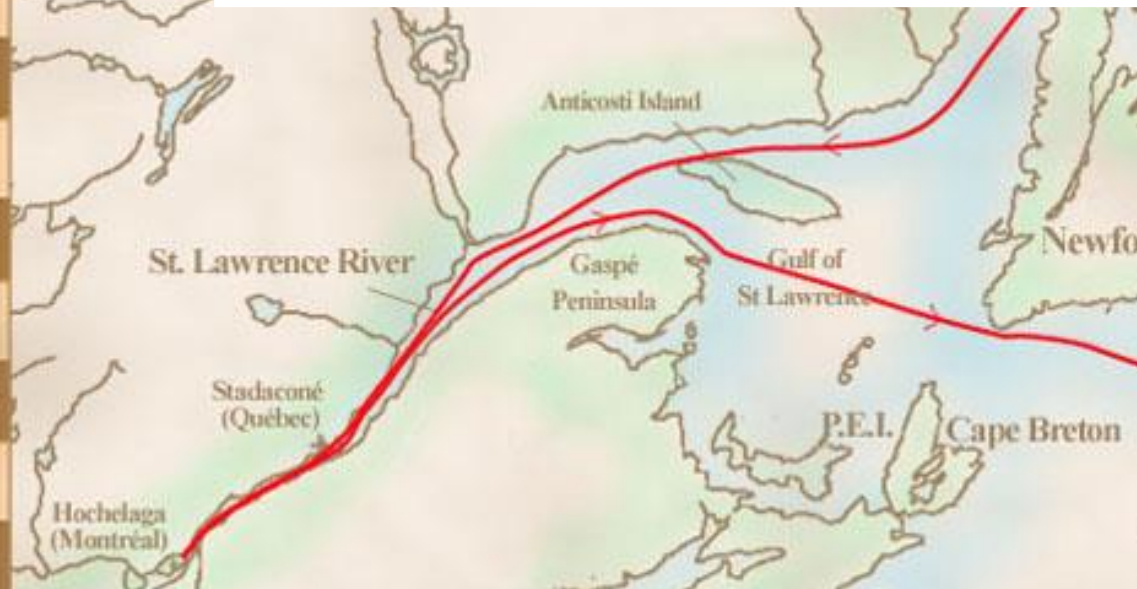 Anticosti Island
Newfo
St. Lawrence River
Gaspé
Peninsula
Gulf of
St Lawrence
Stadaconé
(Québec)
P.E.I.
Cape Breton
Hochelaga
(Montréal)